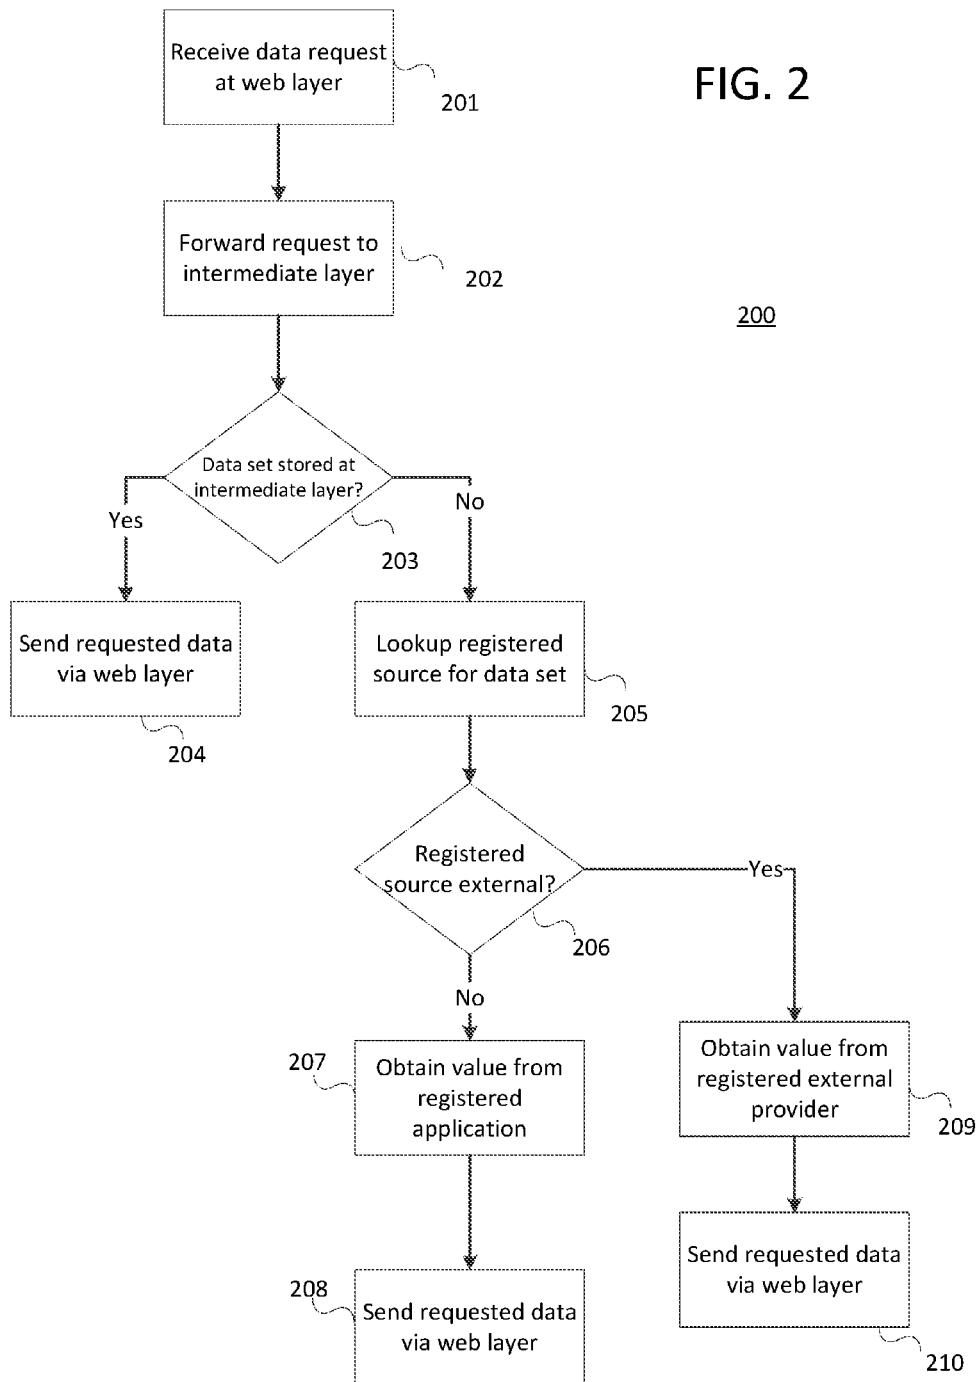 Receive data request
at web layer
201
FIG. 2
Forward request to
intermediate layer
202
200
Data set stored at
intermediate layer?
203
Yes
No
Send requested data
via web layer
204
Lookup registered
source for data set
205
Registered
source external?
206
Yes
No
207
Obtain value from
registered
application
Obtain value from
registered external
provider
209
208
Send requested data
via web layer
Send requested data
via web layer
210